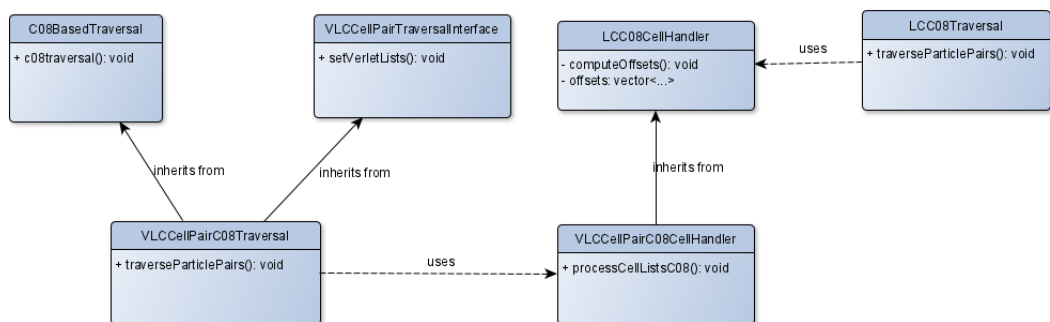 C08BasedTraversal
+ c08traversal(): void
VLCCellPairTraversalInterface
+ setVerletLists(): void
LCC08CellHandler
- computeOffsets(): void
- offsets: vector<...>
LCC08Traversal
+ traverseParticlePairs(): void
uses
inherits from
inherits from
inherits from
VLCCellPairC08Traversal
+ traverseParticlePairs(): void
uses
VLCCellPairC08CellHandler
+ processCellListsC08(): void